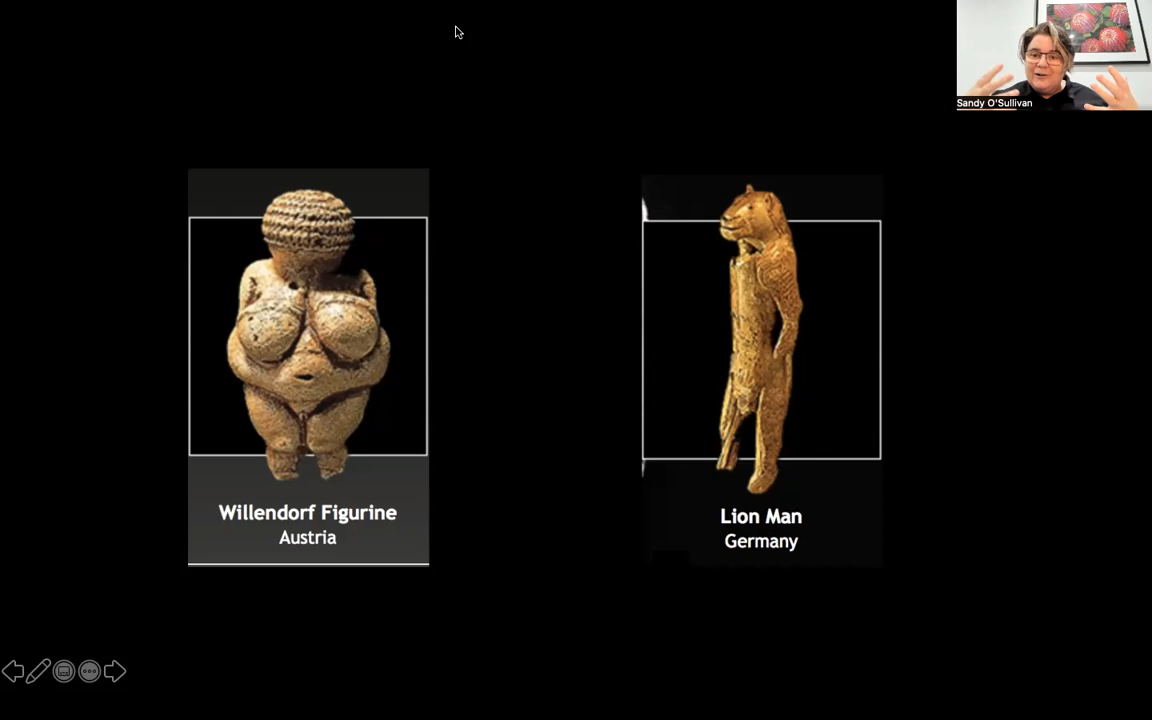 Sandy O'Sullivan
Willendorf Figurine
Austria
Lion Man
Germany